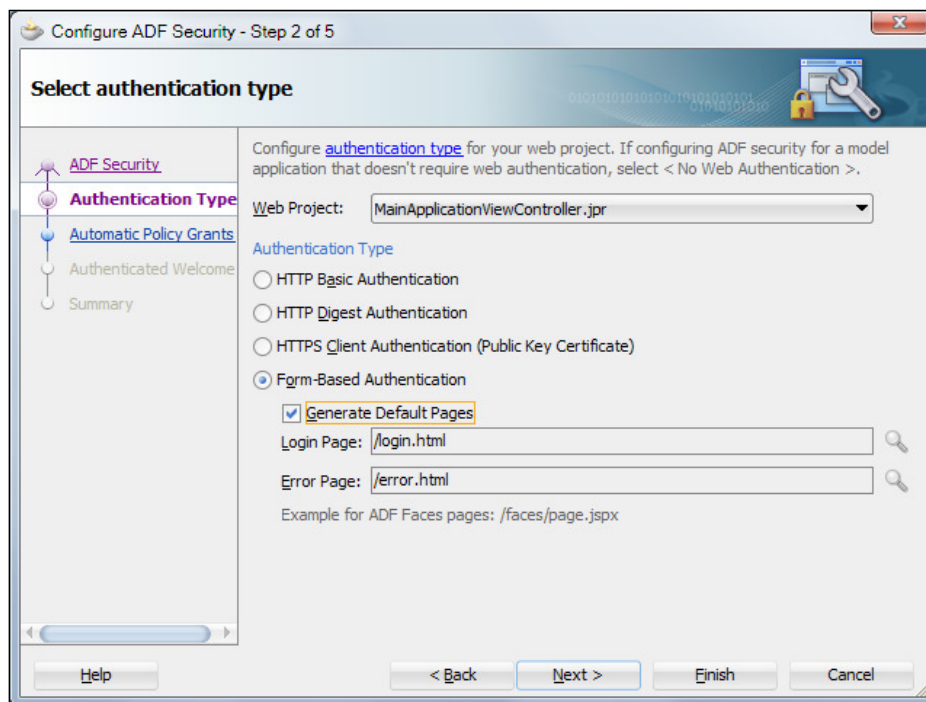 Configure ADF Security - Step 2 of 5
Select authentication type
ADF Security
Authentication Type
Automatic Policy Grants
Authenticated Welcome
Summary
Configure authentication type for your web project. If configuring ADF security for a model
application that doesn't require web authentication, select < No Web Authentication >.
Web Project: MainApplicationViewController.jpr
Authentication Type
HTTP Basic Authentication
HTTP Digest Authentication
HTTPS Client Authentication (Public Key Certificate)
Form-Based Authentication
Generate Default Pages
Login Page: /login.html
Error Page: /error.html
Example for ADF Faces pages: /faces/page.jspx
Help
< Back
Next >
Finish
Cancel